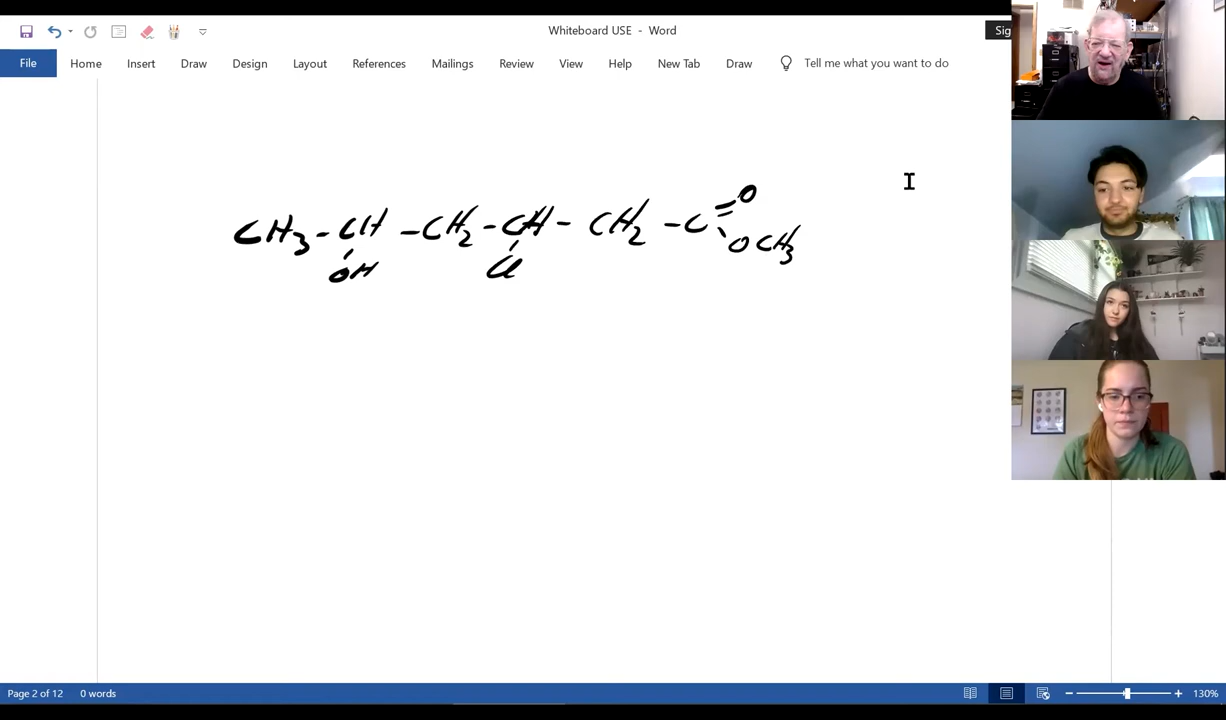 Whiteboard USE - Word
Sig
File Home Insert Draw Design Layout References Mailings Review View Help New Tab Draw Tell me what you want to do
O
CH3 - CH - CH2 - CH - CH2 - C =
OH Cl OCH3
Page 2 of 12 0 words 130%